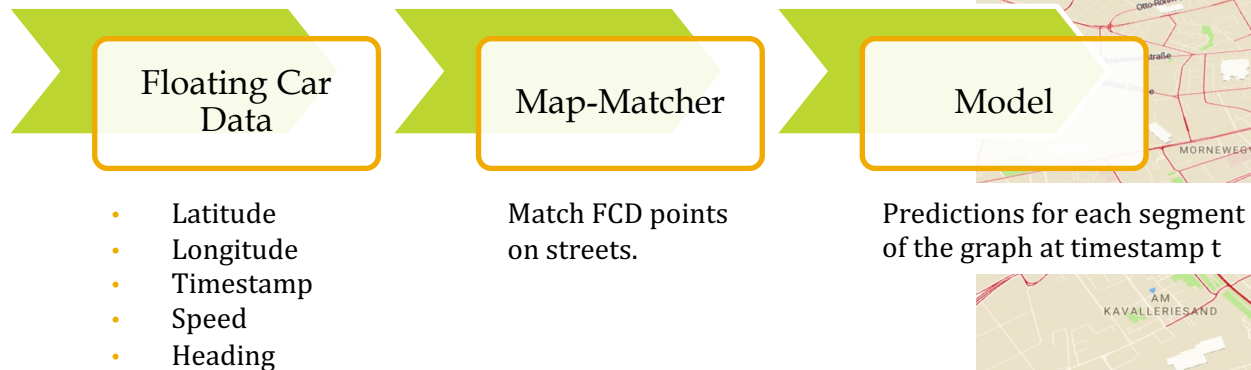 Floating Car
Data
Map-Matcher
Model
Latitude
Longitude
Timestamp
Speed
Heading
Match FCD points
on streets.
Predictions for each segment
of the graph at timestamp t
MORNEWEG
AM
KAVALLERIESAND